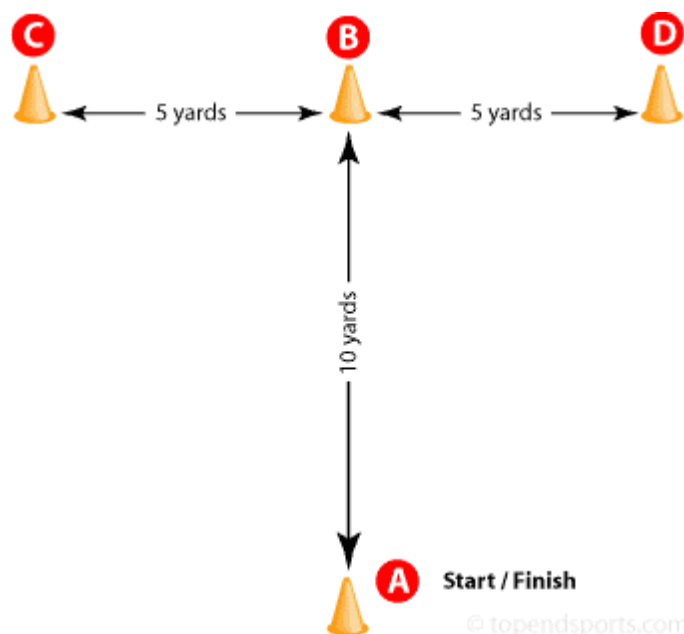 C B D
5 yards 5 yards
10 yards
A Start / Finish
© topendsports.com